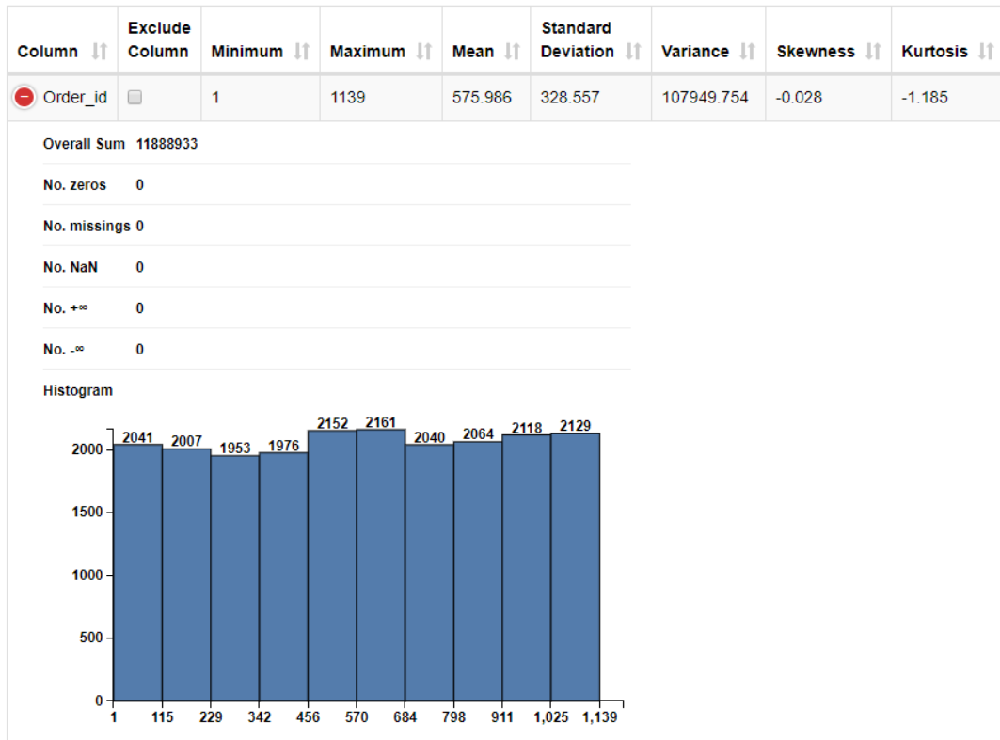 Column Exclude Column Minimum Maximum Mean Standard Deviation Variance Skewness Kurtosis
Order_id 1 1139 575.986 328.557 107949.754 -0.028 -1.185
Overall Sum 11888933
No. zeros 0
No. missings 0
No. NaN 0
No. +∞ 0
No. -∞ 0
Histogram
2041 2007 1953 1976 2152 2161 2040 2064 2118 2129
2000
1500
1000
500
0
1 115 229 342 456 570 684 798 911 1,025 1,139